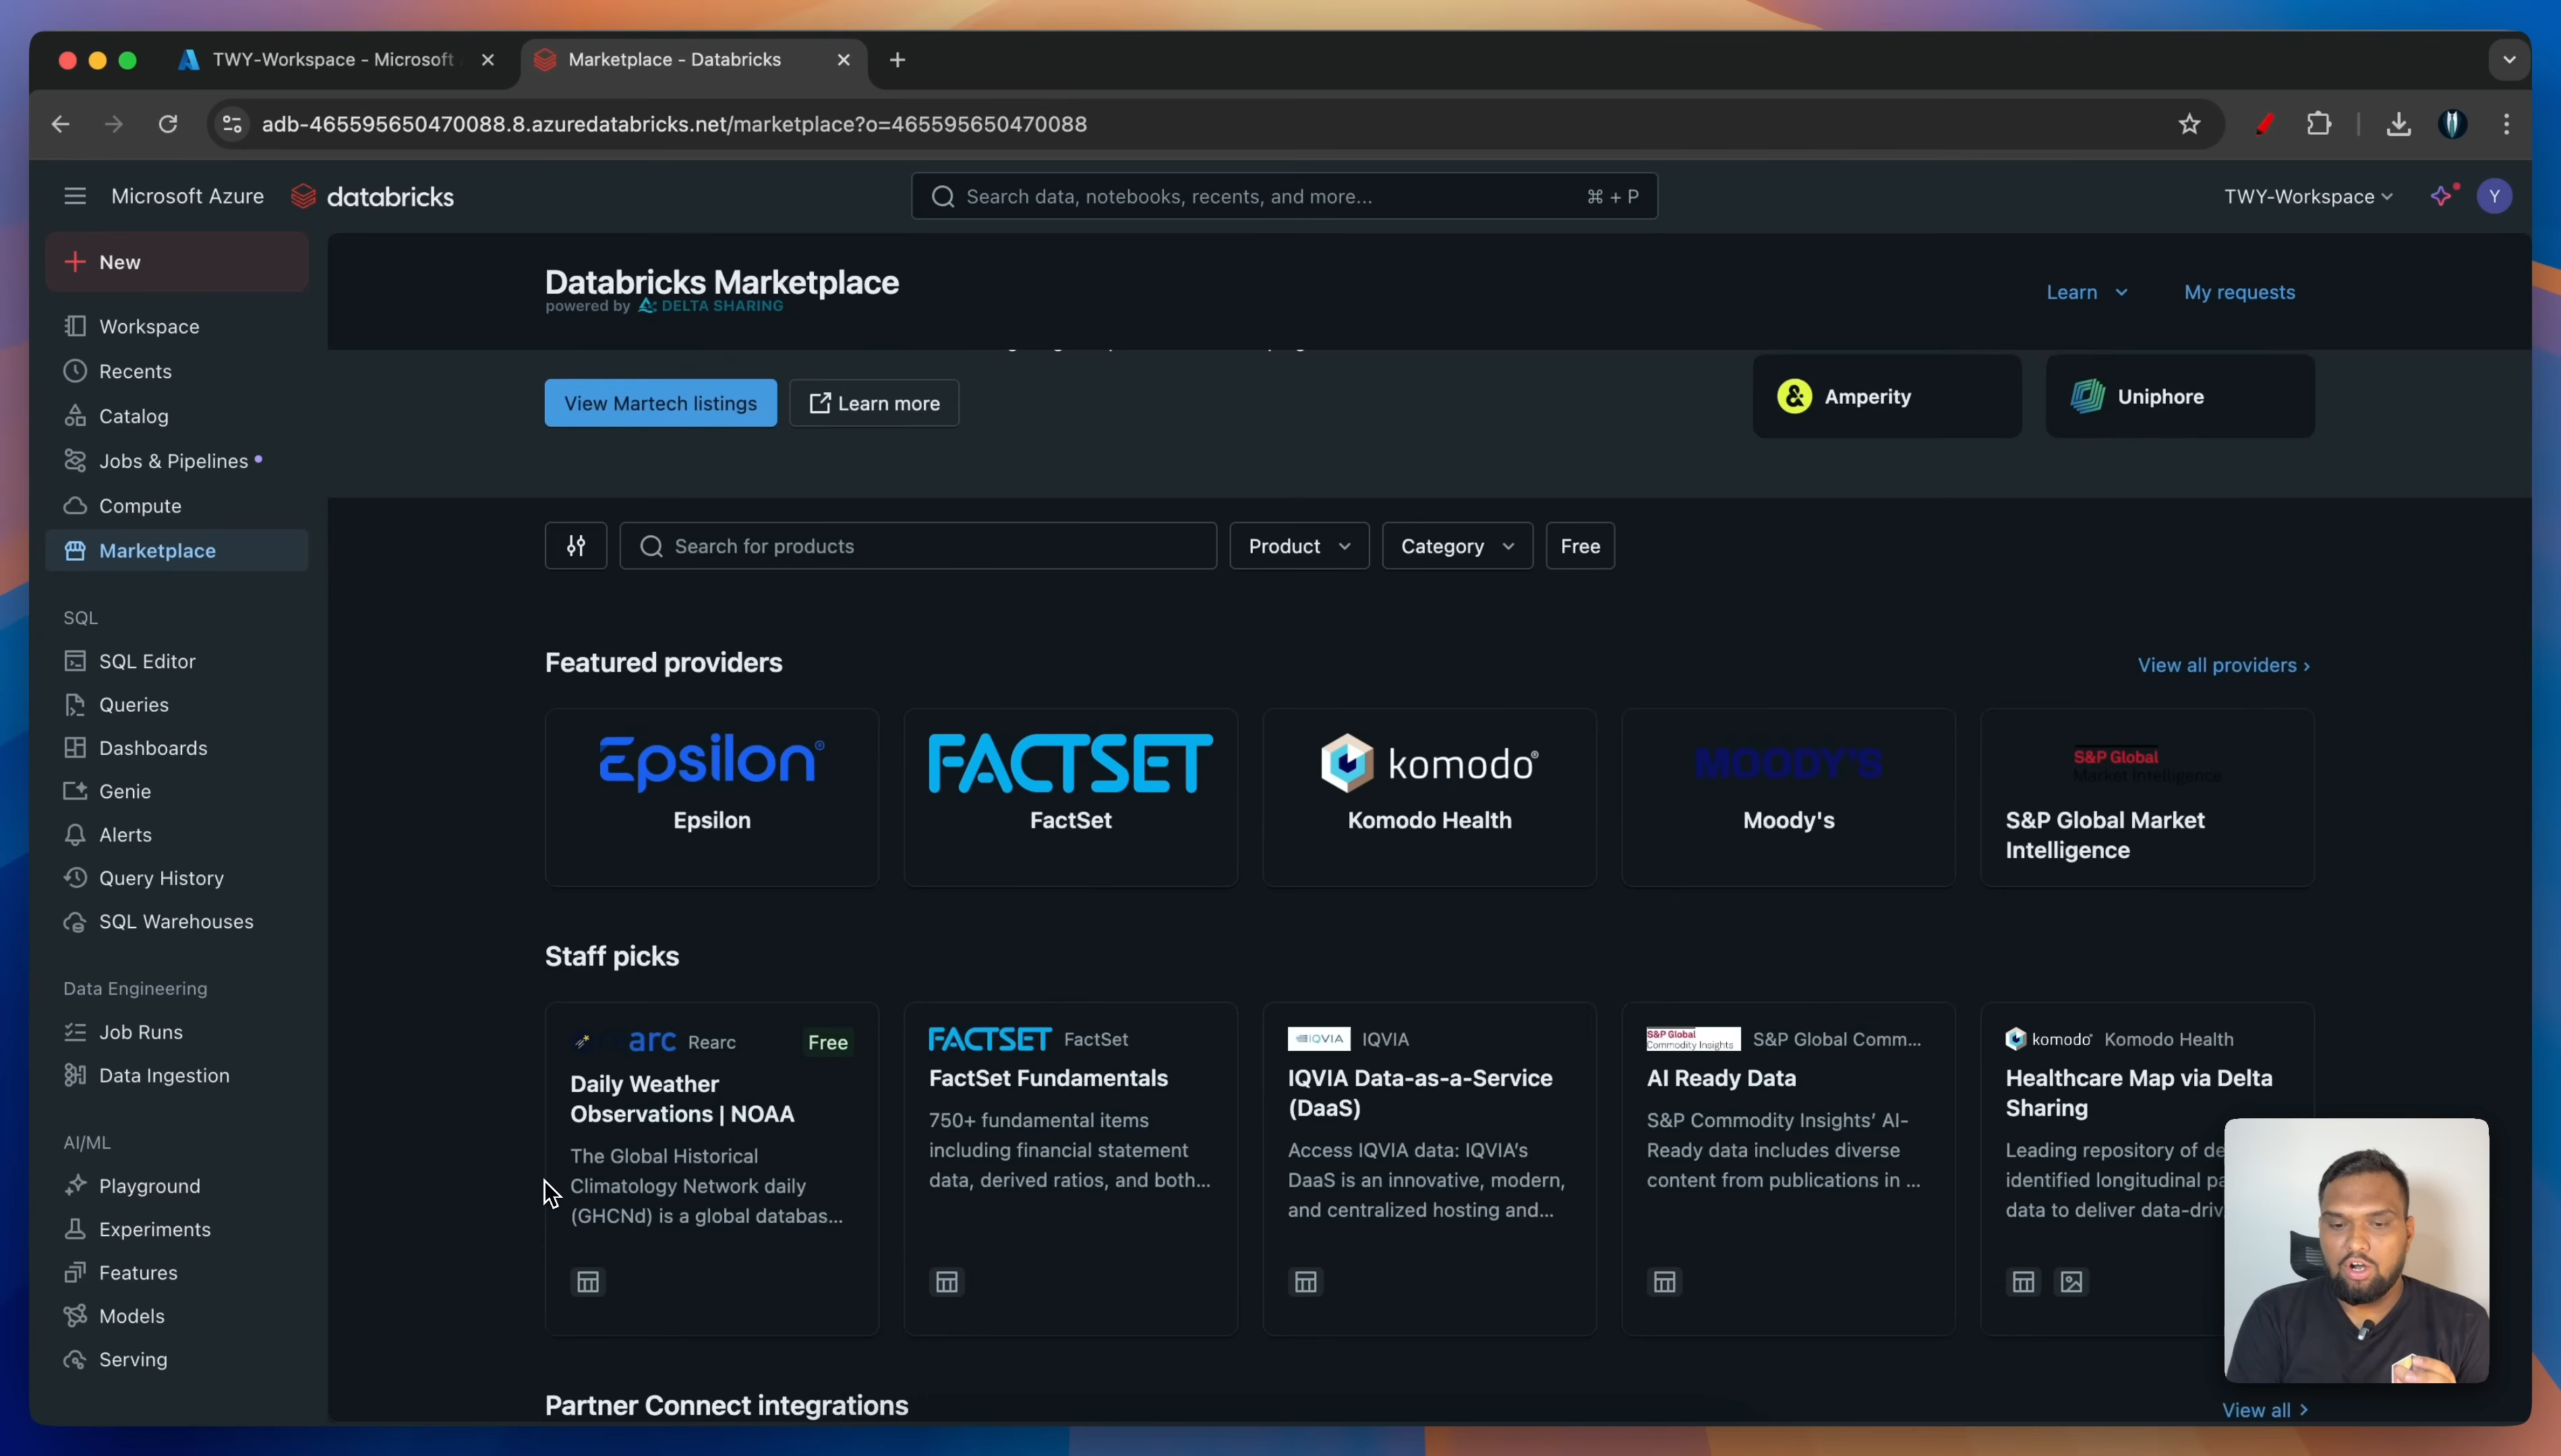 TWY-Workspace - Microsoft
Marketplace - Databricks
adb-465595650470088.8.azuredatabricks.net/marketplace?o=465595650470088
Microsoft Azure
databricks
Search data, notebooks, recents, and more...
⌘ + P
TWY-Workspace
Y
New
Workspace
Recents
Catalog
Jobs & Pipelines
Compute
Marketplace
SQL
SQL Editor
Queries
Dashboards
Genie
Alerts
Query History
SQL Warehouses
Data Engineering
Job Runs
Data Ingestion
AI/ML
Playground
Experiments
Features
Models
Serving
Databricks Marketplace
powered by DELTA SHARING
Learn
My requests
View Martech listings
Learn more
& Amperity
Uniphore
Search for products
Product
Category
Free
Featured providers
View all providers ›
Epsilon®
Epsilon
FACTSET
FactSet
komodo®
Komodo Health
MOODY'S
Moody's
S&P Global
Market Intelligence
S&P Global Market
Intelligence
Staff picks
arc Rearc
Free
Daily Weather
Observations | NOAA
The Global Historical
Climatology Network daily
(GHCNd) is a global databas...
FACTSET FactSet
FactSet Fundamentals
750+ fundamental items
including financial statement
data, derived ratios, and both...
IQVIA IQVIA
IQVIA Data-as-a-Service
(DaaS)
Access IQVIA data: IQVIA's
DaaS is an innovative, modern,
and centralized hosting and...
S&P Global
Commodity Insights
S&P Global Comm...
AI Ready Data
S&P Commodity Insights' AI-
Ready data includes diverse
content from publications in ...
komodo® Komodo Health
Healthcare Map via Delta
Sharing
Leading repository of de
identified longitudinal pa
data to deliver data-driv
Partner Connect integrations
View all ›